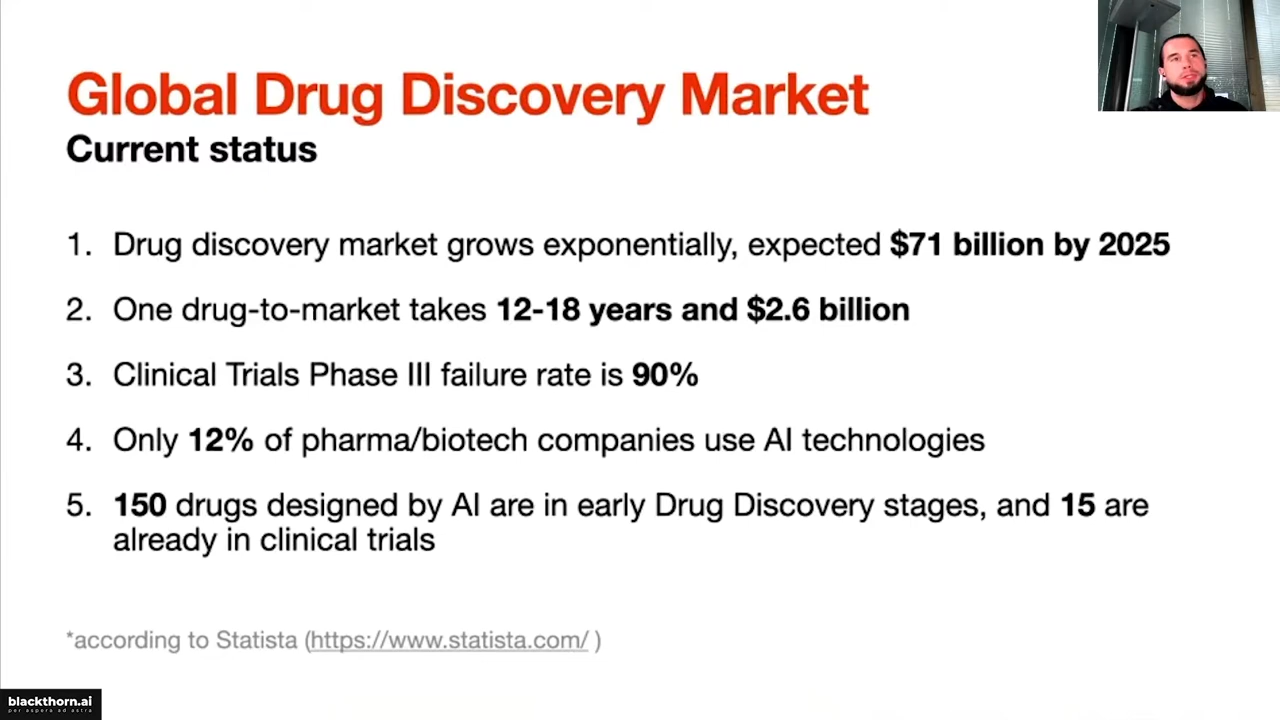 Global Drug Discovery Market
Current status
1. Drug discovery market grows exponentially, expected $71 billion by 2025
2. One drug-to-market takes 12-18 years and $2.6 billion
3. Clinical Trials Phase III failure rate is 90%
4. Only 12% of pharma/biotech companies use AI technologies
5. 150 drugs designed by AI are in early Drug Discovery stages, and 15 are
already in clinical trials
*according to Statista (https://www.statista.com/ )
blackthorn.ai
per aspera ad astra